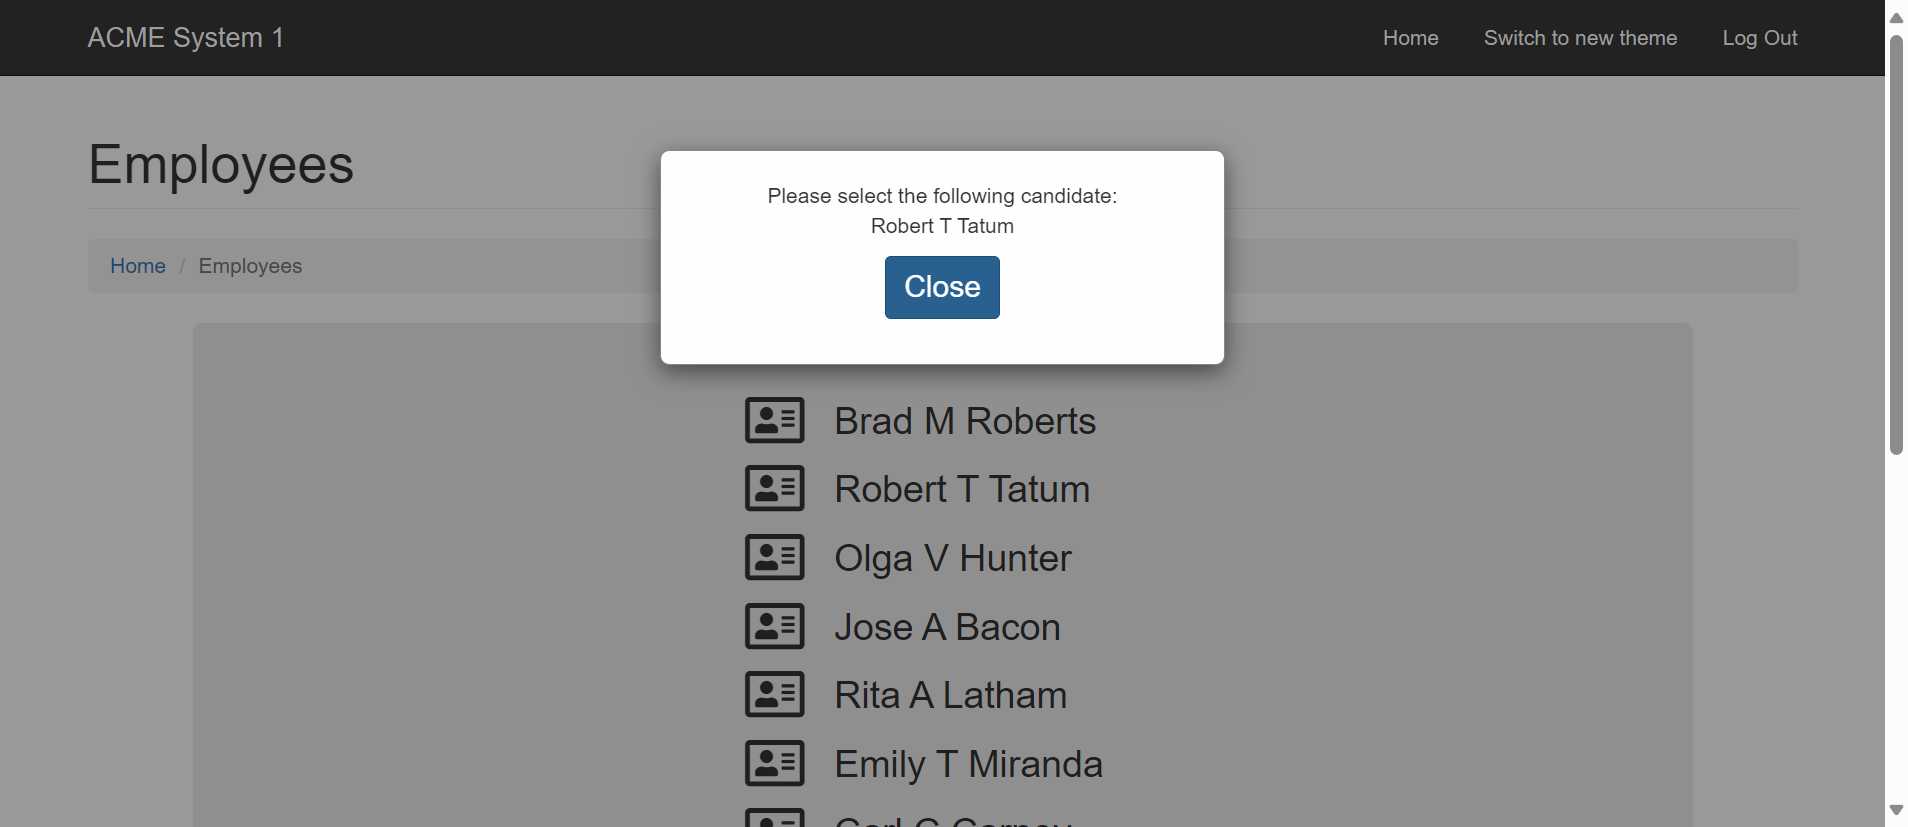 ACME System 1
Home
Switch to new theme
Log Out
Employees
Please select the following candidate:
Robert T Tatum
Close
Home / Employees
Brad M Roberts
Robert T Tatum
Olga V Hunter
Jose A Bacon
Rita A Latham
Emily T Miranda